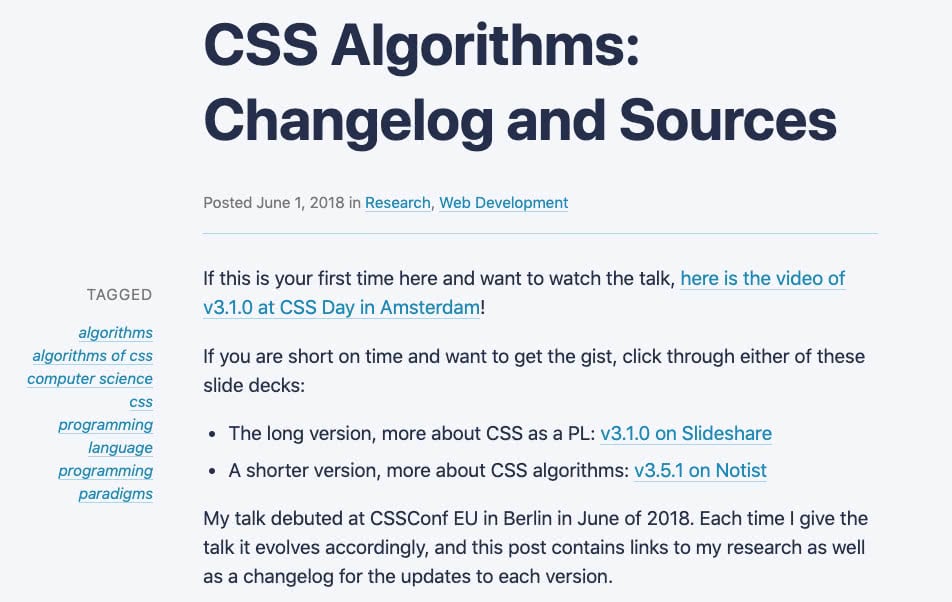 CSS Algorithms:
Changelog and Sources
Posted June 1, 2018 in Research, Web Development
TAGGED
algorithms
algorithms of css
computer science
css
programming
language
programming
paradigms
If this is your first time here and want to watch the talk, here is the video of
v3.1.0 at CSS Day in Amsterdam!
If you are short on time and want to get the gist, click through either of these
slide decks:
• The long version, more about CSS as a PL: v3.1.0 on Slideshare
• A shorter version, more about CSS algorithms: v3.5.1 on Notist
My talk debuted at CSSConf EU in Berlin in June of 2018. Each time I give the
talk it evolves accordingly, and this post contains links to my research as well
as a changelog for the updates to each version.